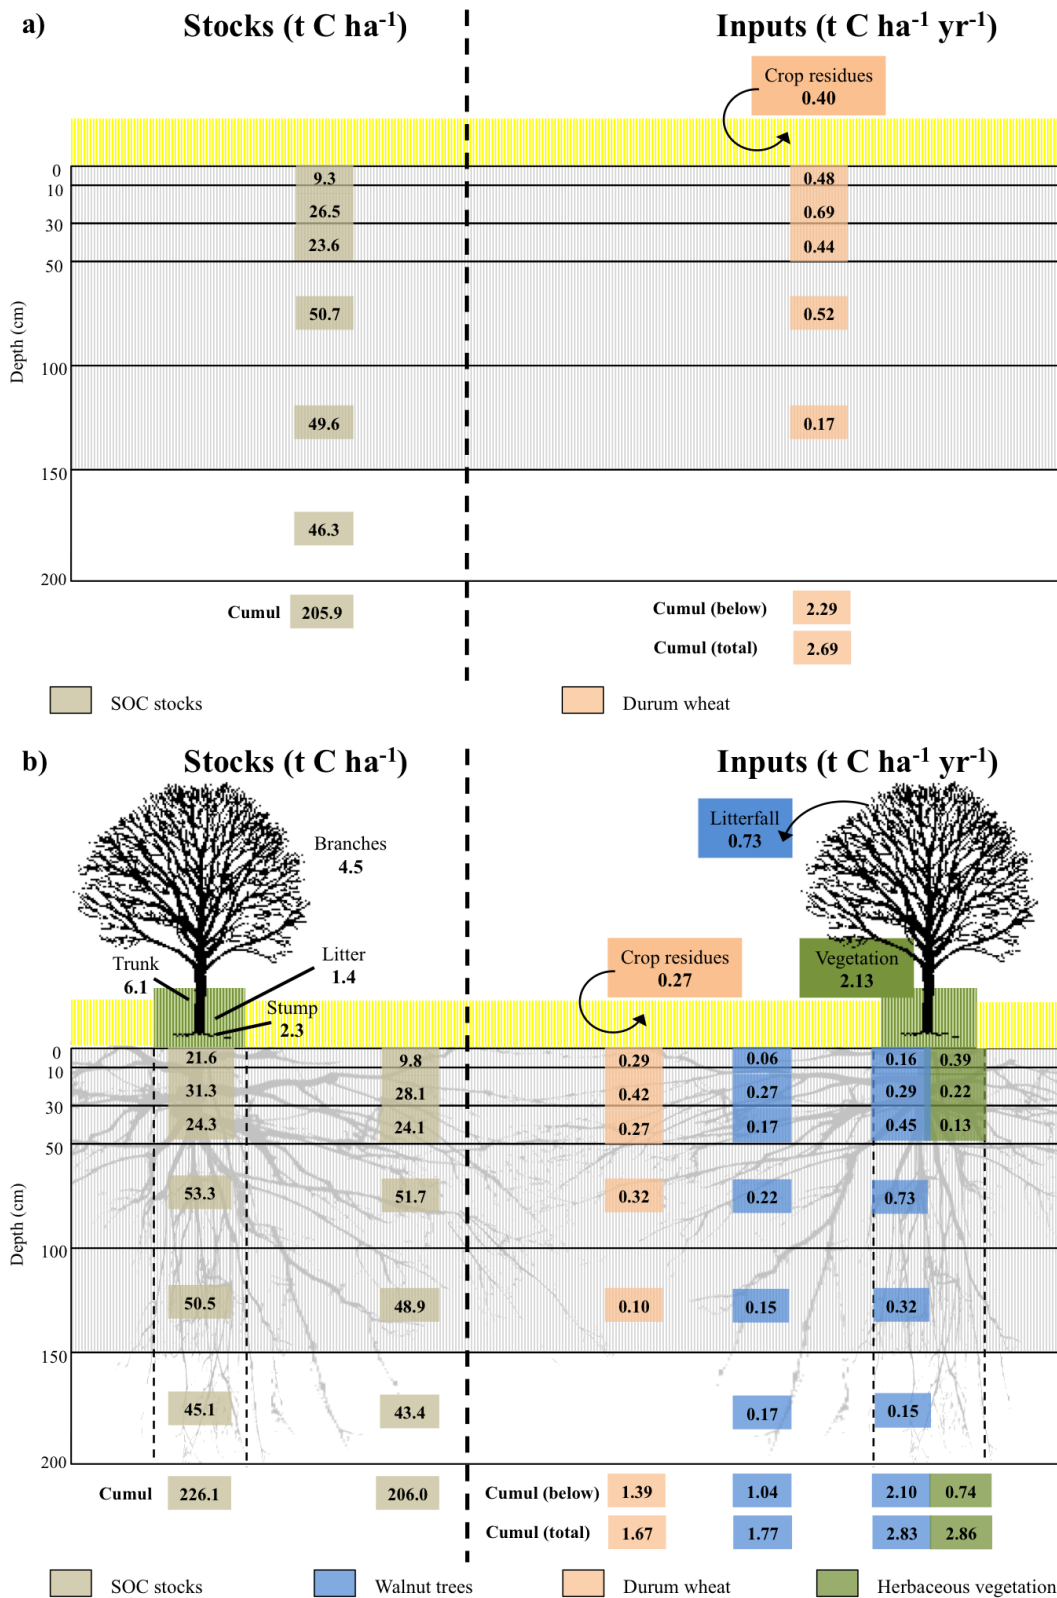 a)
Stocks (t C ha-1)
Inputs (t C ha-1 yr-1)
Crop residues
0.40
Depth (cm)
0
9.3
0.48
10
26.5
0.69
30
23.6
0.44
50
50.7
0.52
100
49.6
0.17
150
46.3
200
Cumul 205.9
Cumul (below) 2.29
Cumul (total) 2.69
SOC stocks
Durum wheat
b)
Stocks (t C ha-1)
Inputs (t C ha-1 yr-1)
Litterfall
0.73
Branches
4.5
Trunk
6.1
Litter
1.4
Stump
2.3
Crop residues
0.27
Vegetation
2.13
Depth (cm)
0
21.6 9.8 0.29 0.06 0.16 0.39
10
31.3 28.1 0.42 0.27 0.29 0.22
30
24.3 24.1 0.27 0.17 0.45 0.13
50
53.3 51.7 0.32 0.22 0.73
100
50.5 48.9 0.10 0.15 0.32
150
45.1 43.4 0.17 0.15
200
Cumul 226.1 206.0
Cumul (below) 1.39 1.04 2.10 0.74
Cumul (total) 1.67 1.77 2.83 2.86
SOC stocks
Walnut trees
Durum wheat
Herbaceous vegetation